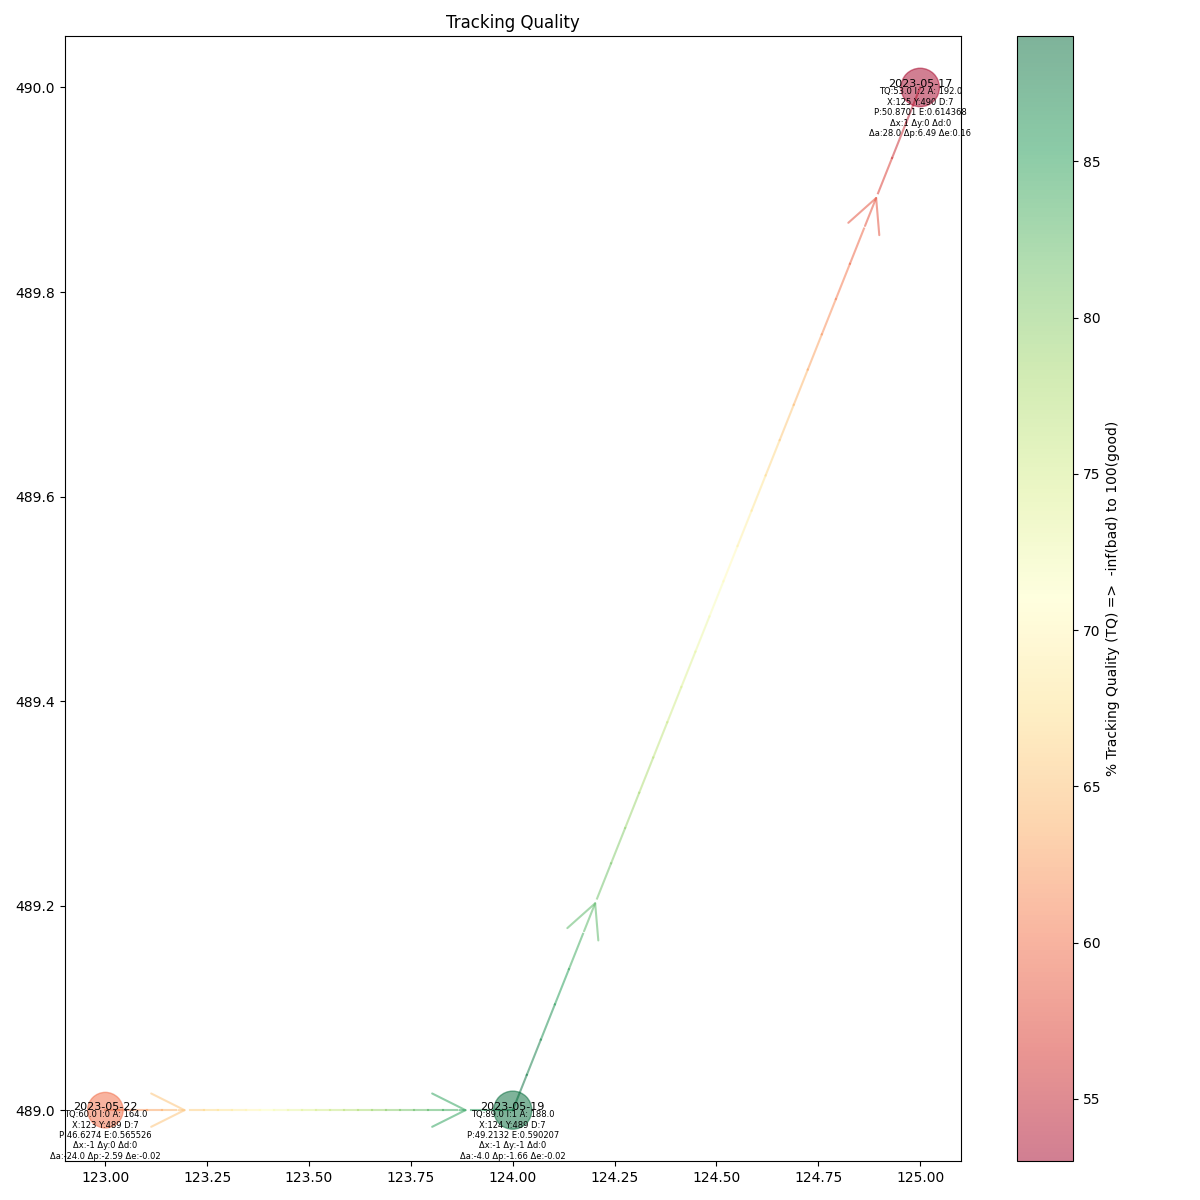 Tracking Quality
490.0
489.8
489.6
489.4
489.2
489.0
2023-05-17
TQ:53.0 I:2 A: 192.0
X:125 Y:490 D:7
P:50.8701 E:0.614368
Δx:1 Δy:0 Δd:0
Δa:28.0 Δp:6.49 Δe:0.16
2023-05-22
TQ:60.0 I:0 A: 164.0
X:123 Y:489 D:7
P:46.6274 E:0.565526
Δx:-1 Δy:0 Δd:0
Δa:-24.0 Δp:-2.59 Δe:-0.02
2023-05-19
TQ:89.0 I:1 A: 188.0
X:124 Y:489 D:7
P:49.2132 E:0.590207
Δx:-1 Δy:-1 Δd:0
Δa:-4.0 Δp:-1.66 Δe:-0.02
123.00 123.25 123.50 123.75 124.00 124.25 124.50 124.75 125.00
85
80
75
70
65
60
55
% Tracking Quality (TQ) => -inf(bad) to 100(good)